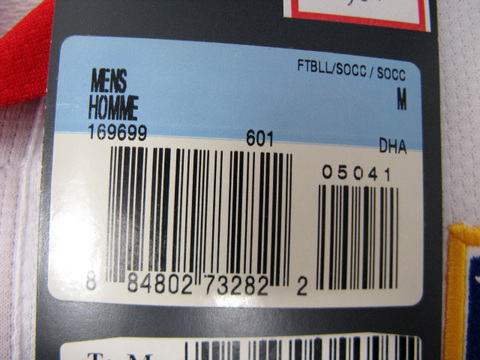 FTBLL/SOCC / SOCC
MENS
HOMME
M
169699 601 DHA
05041
8 84802 73282 2